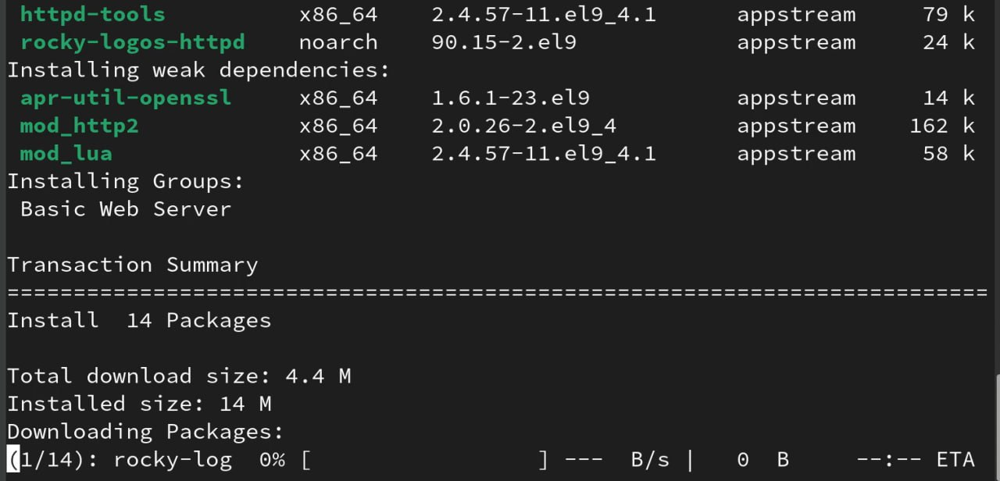 httpd-tools x86_64 2.4.57-11.el9_4.1 appstream 79 k
rocky-logos-httpd noarch 90.15-2.el9 appstream 24 k
Installing weak dependencies:
apr-util-openssl x86_64 1.6.1-23.el9 appstream 14 k
mod_http2 x86_64 2.0.26-2.el9_4 appstream 162 k
mod_lua x86_64 2.4.57-11.el9_4.1 appstream 58 k
Installing Groups:
Basic Web Server
Transaction Summary
==========================================================================
Install 14 Packages
Total download size: 4.4 M
Installed size: 14 M
Downloading Packages:
(1/14): rocky-log 0% [ ] --- B/s | 0 B --:-- ETA